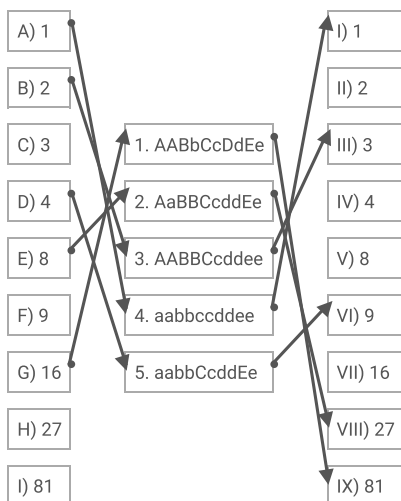 A) 1
B) 2
C) 3
D) 4
E) 8
F) 9
G) 16
H) 27
I) 81
1. AABbCcDdEe
2. AaBBCcddEe
3. AABBCcddee
4. aabbccddee
5. aabbCcddEe
I) 1
II) 2
III) 3
IV) 4
V) 8
VI) 9
VII) 16
VIII) 27
IX) 81